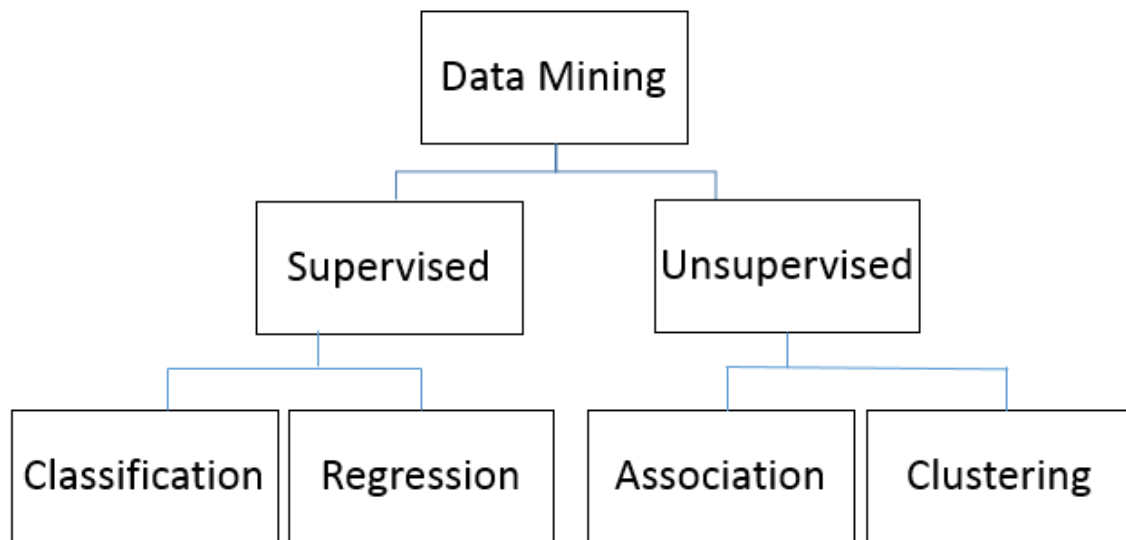 Data Mining
Supervised
Unsupervised
Classification
Regression
Association
Clustering